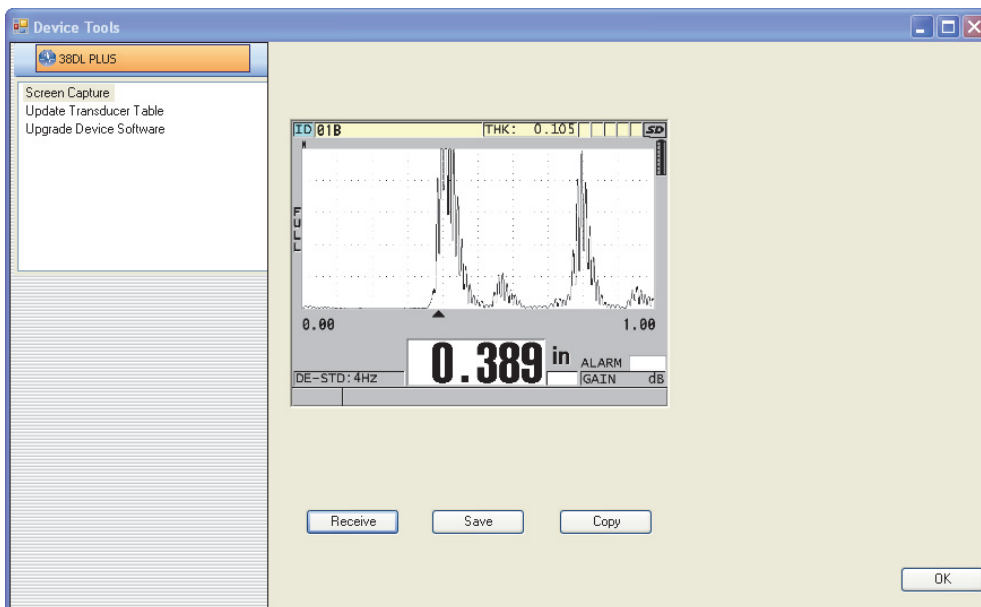 Device Tools
38DL PLUS
Screen Capture
Update Transducer Table
Upgrade Device Software
ID 01B THK: 0.105 SD
FULL
0.00 1.00
0.389 in ALARM
DE-STD:4HZ GAIN dB
Receive Save Copy
OK